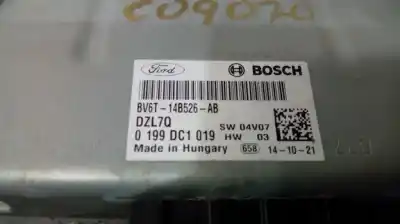 E09020
Ford BOSCH
BV6T-14B526-AB
DZL7Q SW 04V07
0 199 DC1 019 HW 03
Made in Hungary 658 14-10-21